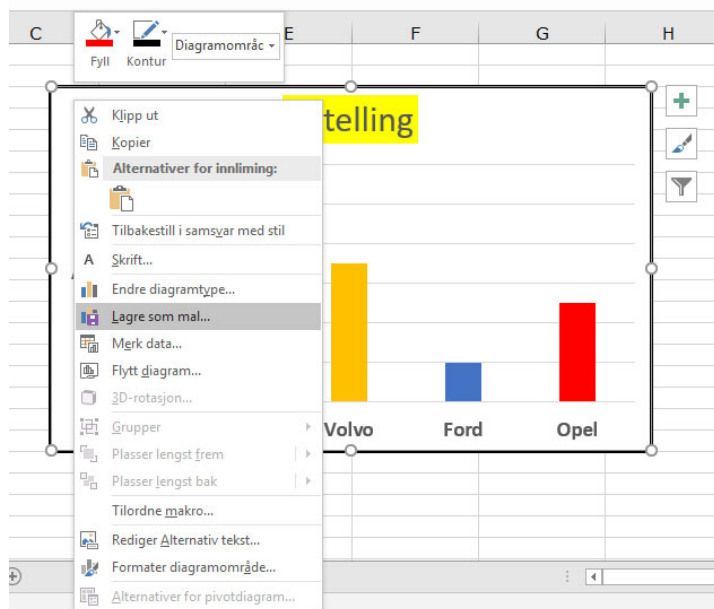 C E F G H
Fyll Kontur Diagramområc
telling
Klipp ut
Kopier
Alternativer for innliming:
Tilbakestill i samsvar med stil
A Skrift...
Endre diagramtype...
Lagre som mal...
Merk data...
Flytt diagram...
3D-rotasjon...
Grupper
Plasser lengst frem
Plasser lengst bak
Tilordne makro...
Rediger Alternativ tekst...
Formater diagramområde...
Alternativer for pivotdiagram...
Volvo Ford Opel